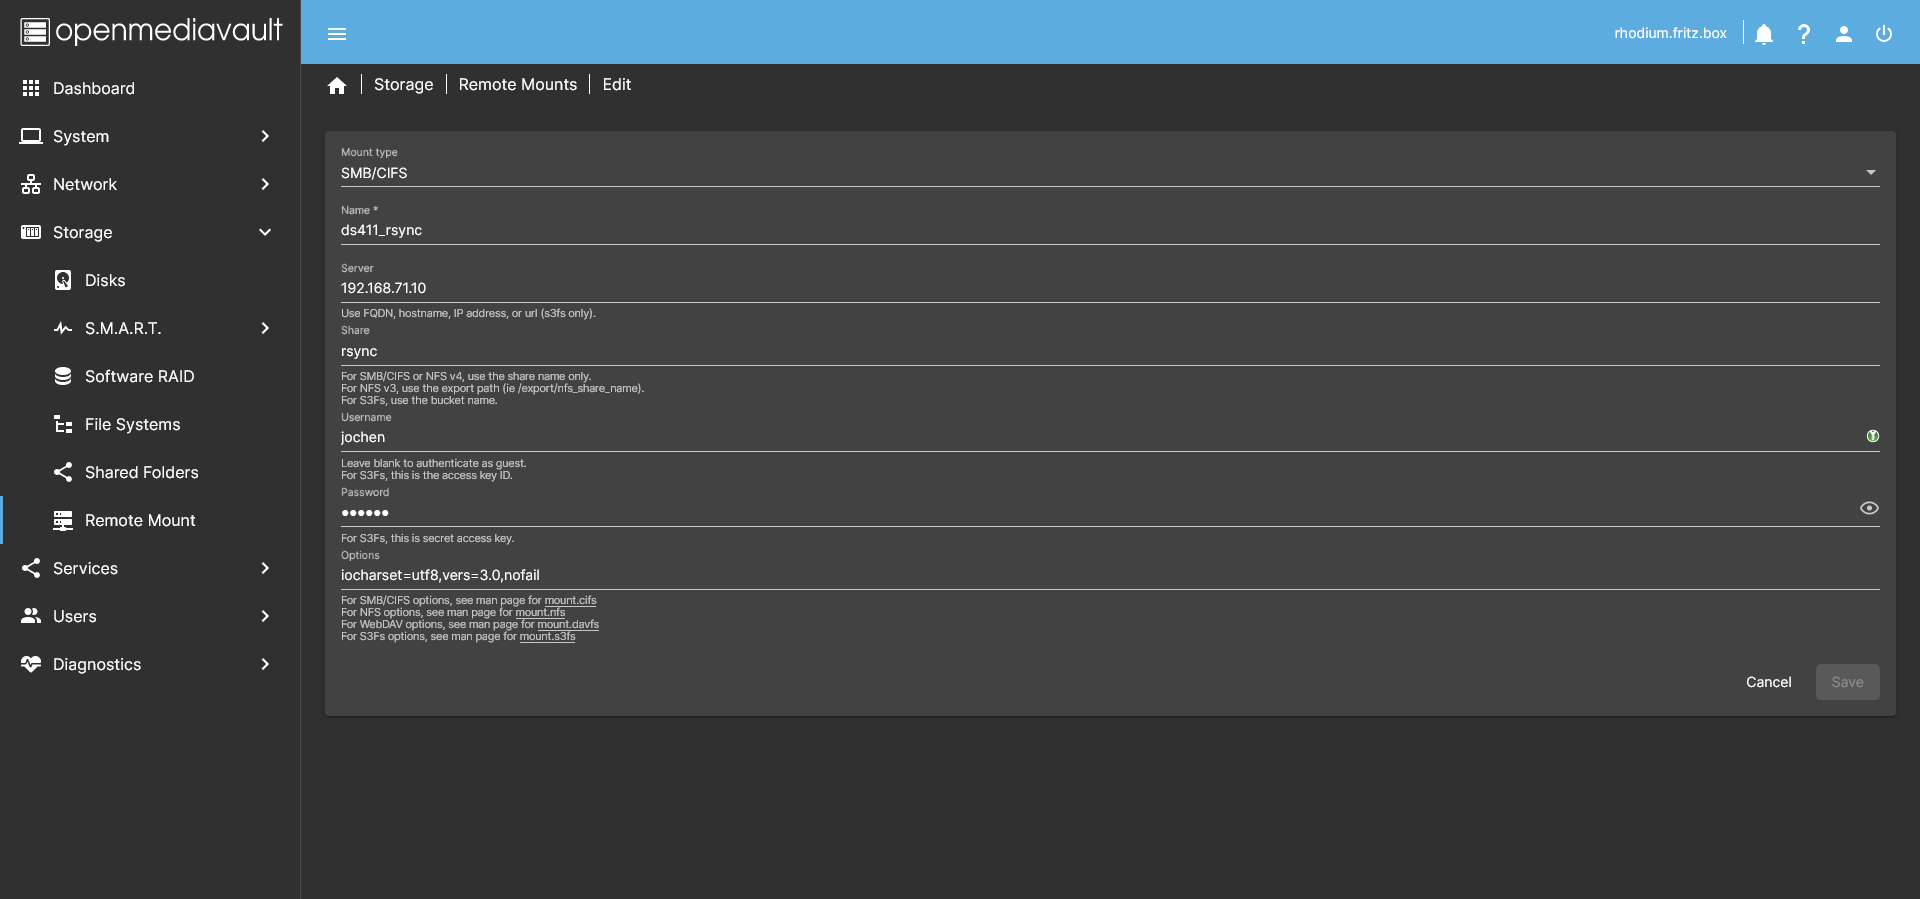 openmediavault
rhodium.fritz.box
Dashboard
System
Network
Storage
Disks
S.M.A.R.T.
Software RAID
File Systems
Shared Folders
Remote Mount
Services
Users
Diagnostics
Storage
Remote Mounts
Edit
Mount type
SMB/CIFS
Name *
ds411_rsync
Server
192.168.71.10
Use FQDN, hostname, IP address, or url (s3fs only).
Share
rsync
For SMB/CIFS or NFS v4, use the share name only.
For NFS v3, use the export path (ie /export/nfs_share_name).
For S3Fs, use the bucket name.
Username
jochen
Leave blank to authenticate as guest.
For S3Fs, this is the access key ID.
Password
••••••
For S3Fs, this is secret access key.
Options
iocharset=utf8,vers=3.0,nofail
For SMB/CIFS options, see man page for mount.cifs
For NFS options, see man page for mount.nfs
For WebDAV options, see man page for mount.davfs
For S3Fs options, see man page for mount.s3fs
Cancel
Save